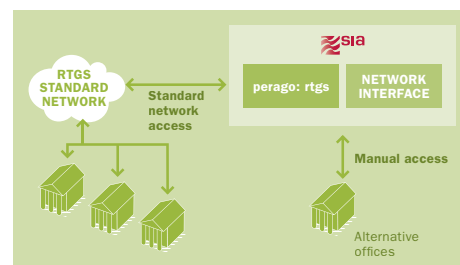 sia
RTGS
STANDARD
NETWORK
Standard
network
access
perago: rtgs
NETWORK
INTERFACE
Manual access
Alternative
offices